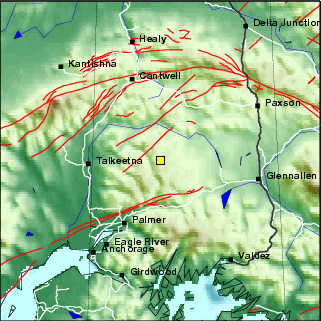 Delta Junction
Healy
Kantishna
Cantwell
Paxson
Talkeetna
Glennallen
Palmer
Eagle River
Anchorage
Valdez
Girdwood